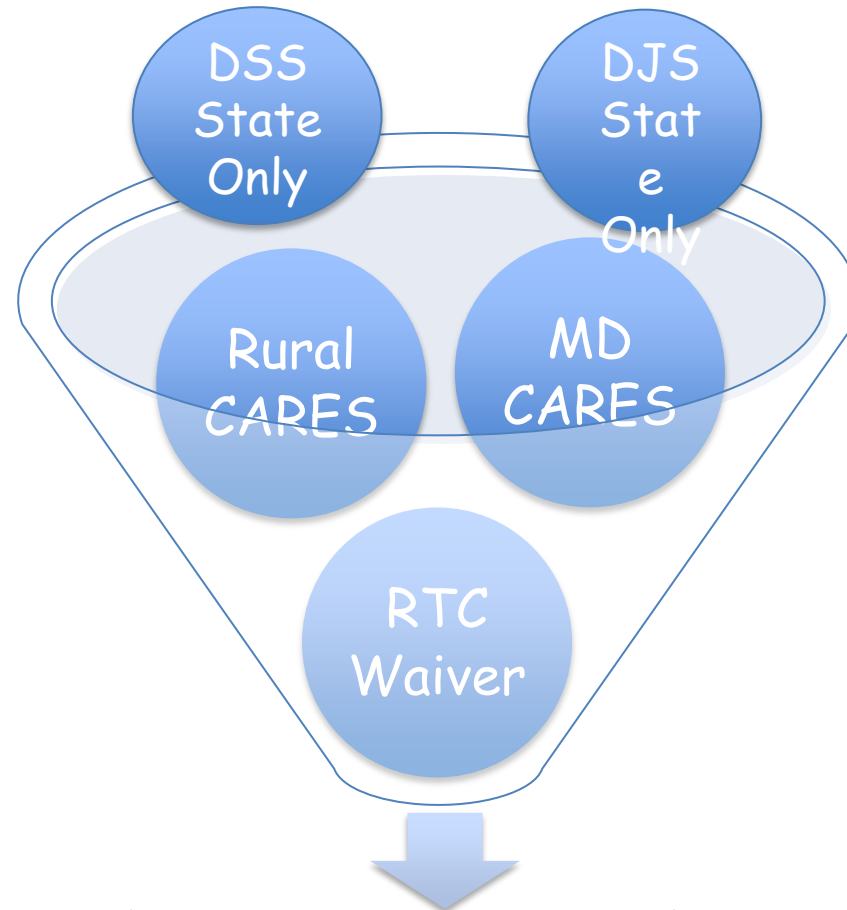 DSS
State
Only
DJS
Stat
e
Only
Rural
CARES
MD
CARES
RTC
Waiver